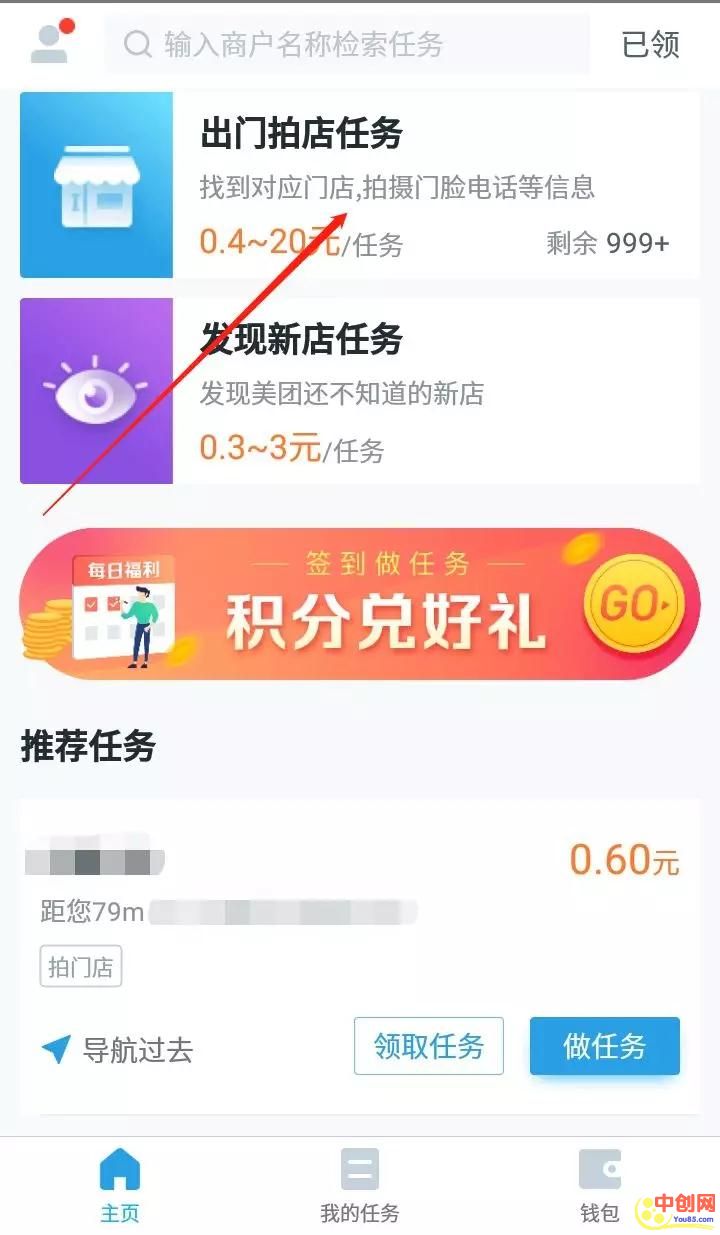 输入商户名称检索任务
已领
出门拍店任务
找到对应门店,拍摄门脸电话等信息
0.4~20元/任务
剩余 999+
发现新店任务
发现美团还不知道的新店
0.3~3元/任务
每日福利
签到做任务
积分兑好礼
GO
推荐任务
0.60元
距您79m
拍门店
导航过去
领取任务
做任务
主页
我的任务
钱包
中创网
You85.com